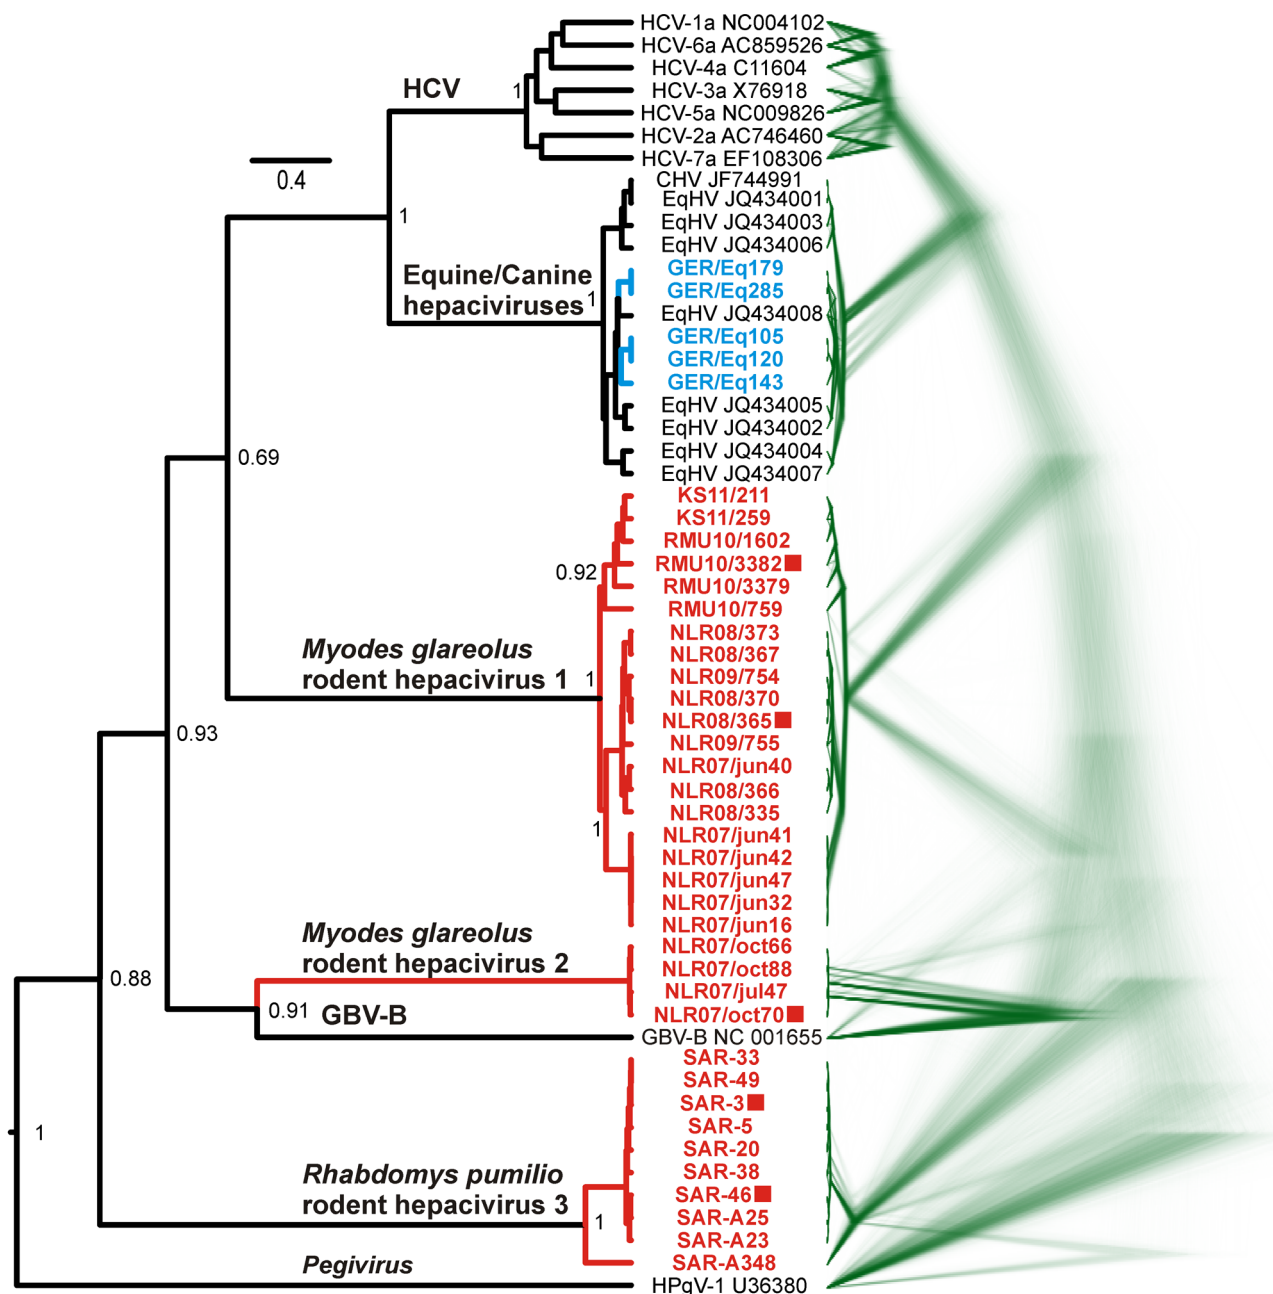 HCV-1a NC004102
HCV-6a AC859526
HCV-4a C11604
HCV
1
HCV-3a X76918
HCV-5a NC009826
HCV-2a AC746460
HCV-7a EF108306
0.4
CHV JF744991
EqHV JQ434001
1
EqHV JQ434003
EqHV JQ434006
Equine/Canine
hepaciviruses
1
GER/Eq179
GER/Eq285
EqHV JQ434008
GER/Eq105
GER/Eq120
GER/Eq143
EqHV JQ434005
EqHV JQ434002
EqHV JQ434004
EqHV JQ434007
0.69
KS11/211
KS11/259
RMU10/1602
RMU10/3382
0.92
RMU10/3379
RMU10/759
NLR08/373
Myodes glareolus
rodent hepacivirus 1
1
NLR08/367
NLR09/754
NLR08/370
NLR08/365
0.93
NLR09/755
NLR07/jun40
NLR08/366
NLR08/335
1
NLR07/jun41
NLR07/jun42
NLR07/jun47
NLR07/jun32
NLR07/jun16
Myodes glareolus
rodent hepacivirus 2
NLR07/oct66
NLR07/oct88
0.88
NLR07/jul47
0.91
GBV-B
NLR07/oct70
GBV-B NC 001655
SAR-33
SAR-49
SAR-3
SAR-5
1
SAR-20
Rhabdomys pumilio
rodent hepacivirus 3
SAR-38
SAR-46
1
SAR-A25
SAR-A23
Pegivirus
SAR-A348
HPgV-1 U36380